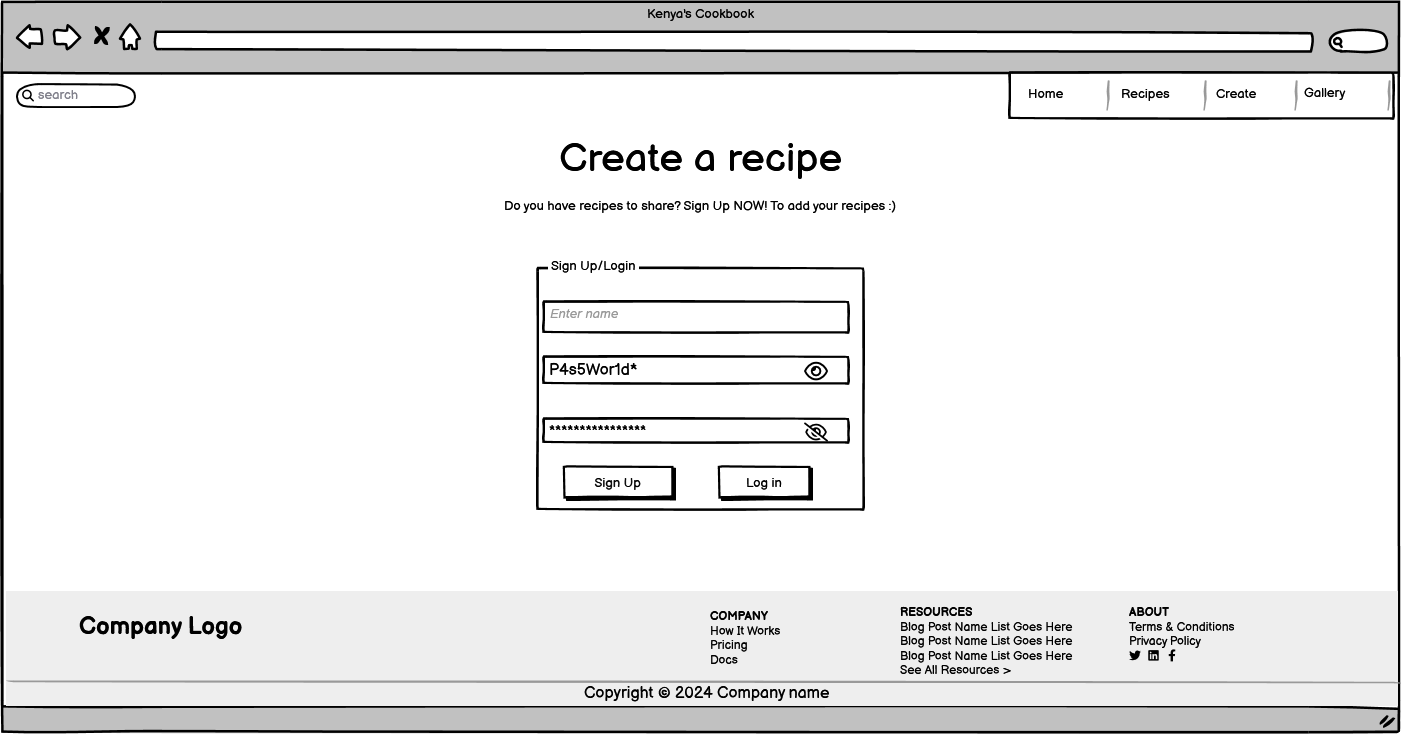 Kenya's Cookbook
search
Home Recipes Create Gallery
Create a recipe
Do you have recipes to share? Sign Up NOW! To add your recipes :)
Sign Up/Login
Enter name
P4s5Wor1d*
****************
Sign Up Log in
Company Logo
COMPANY
How It Works
Pricing
Docs
RESOURCES
Blog Post Name List Goes Here
Blog Post Name List Goes Here
Blog Post Name List Goes Here
See All Resources >
ABOUT
Terms & Conditions
Privacy Policy
Copyright © 2024 Company name